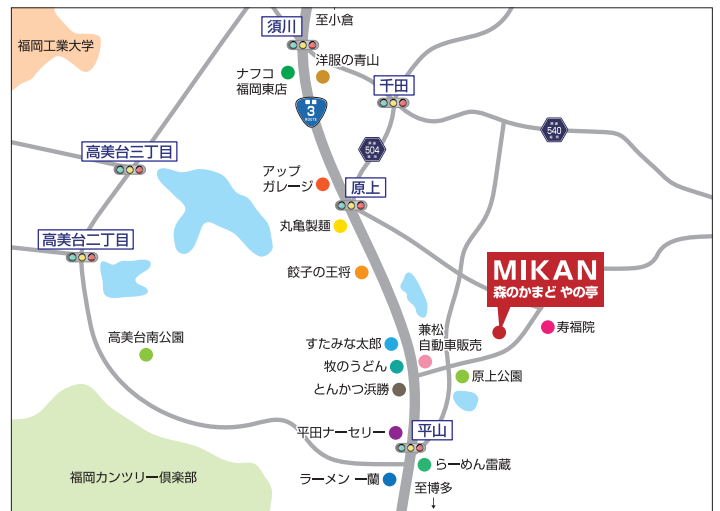 至小倉
須川
福岡工業大学
洋服の青山
ナフコ
福岡東店
千田
3
ROUTE
540
504
高美台三丁目
アップ
ガレージ
原上
丸亀製麺
高美台二丁目
餃子の王将
MIKAN
森のかまど やの亭
寿福院
兼松
自動車販売
高美台南公園
すたみな太郎
牧のうどん
原上公園
とんかつ浜勝
平田ナーセリー
平山
らーめん雷蔵
福岡カンツリー倶楽部
ラーメン 一蘭
至博多
↓